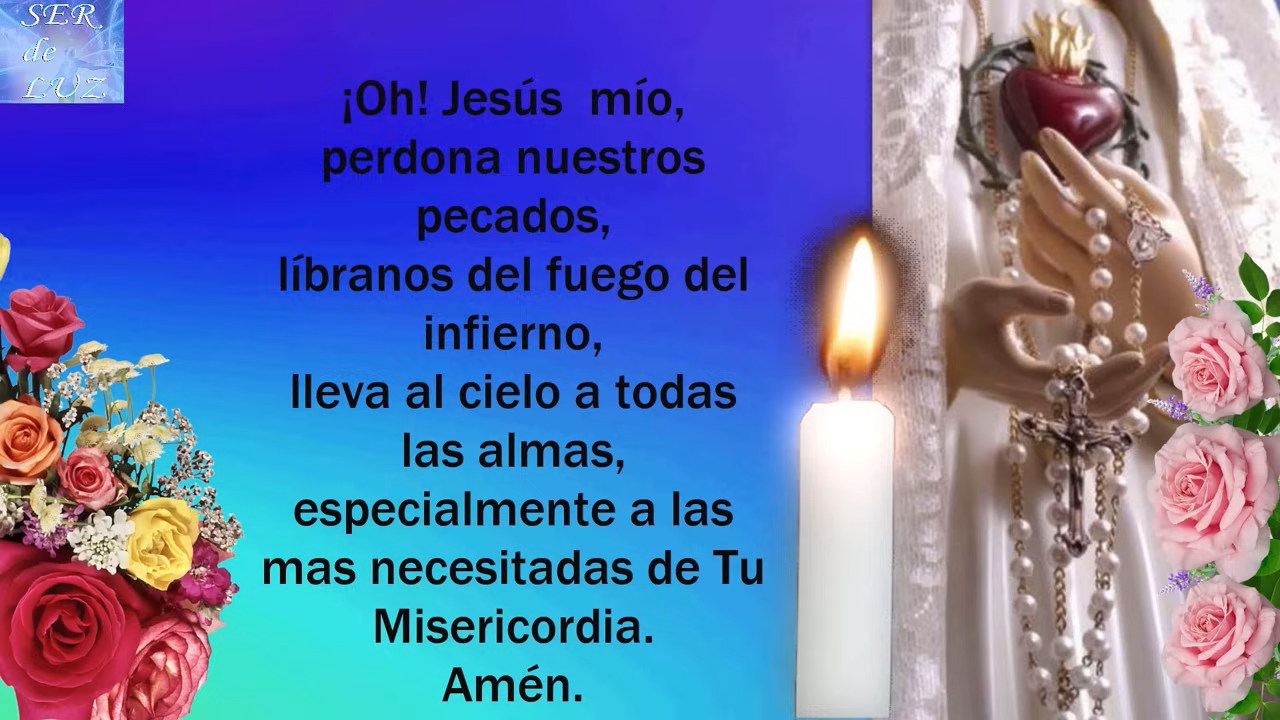 SER
de
LUZ
¡Oh! Jesús  mío,
perdona nuestros
pecados,
líbranos del fuego del
infierno,
lleva al cielo a todas
las almas,
especialmente a las
mas necesitadas de Tu
Misericordia.
Amén.